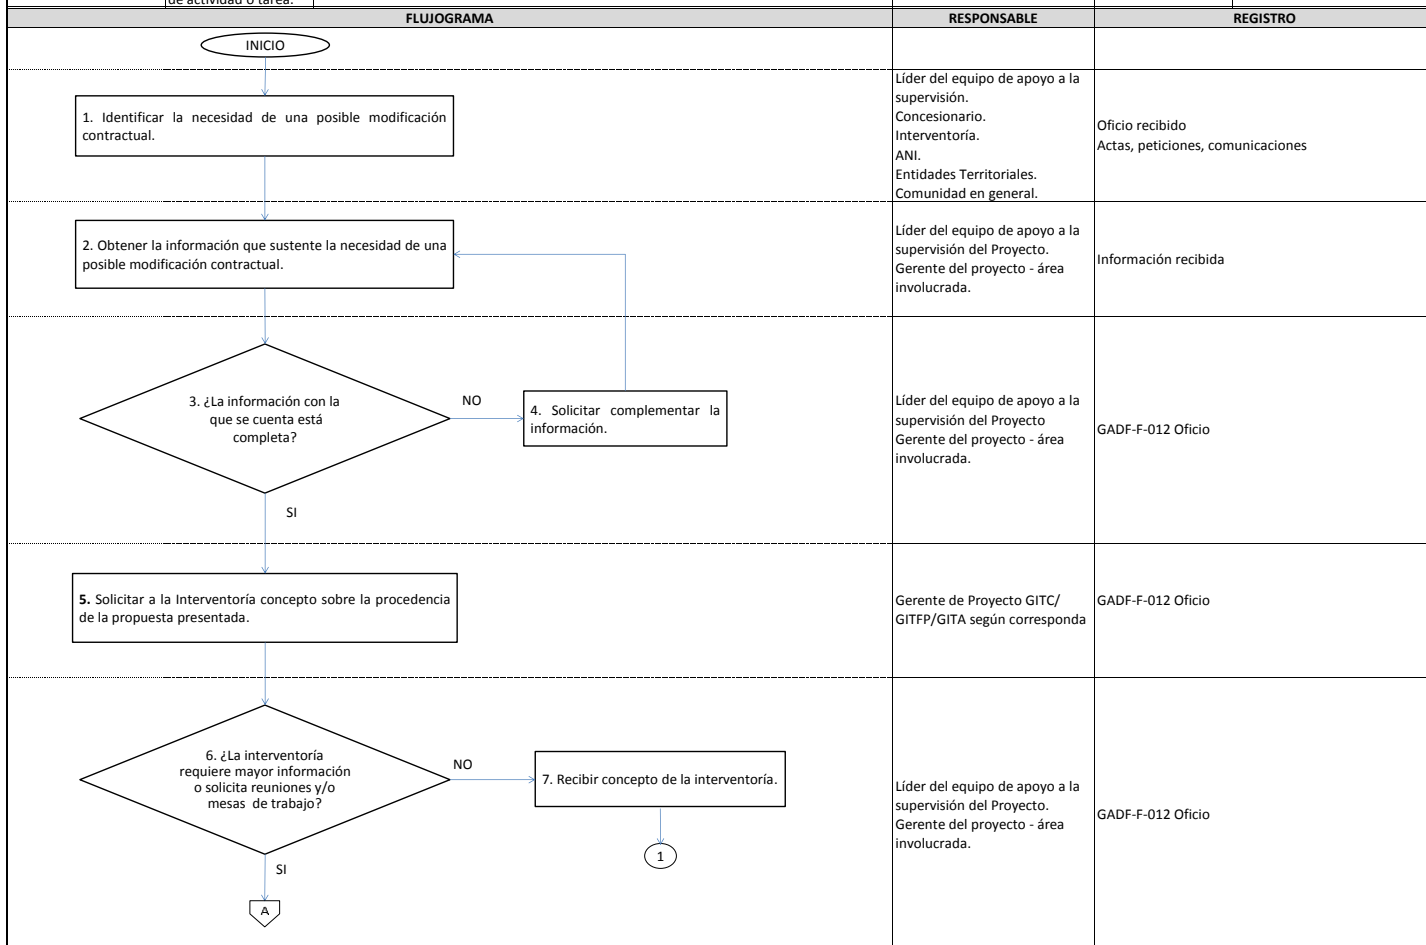 de actividad o tarea.
FLUJOGRAMA
RESPONSABLE
REGISTRO
INICIO
1. Identificar la necesidad de una posible modificación
contractual.
Líder del equipo de apoyo a la
supervisión.
Concesionario.
Interventoría.
ANI.
Entidades Territoriales.
Comunidad en general.
Oficio recibido
Actas, peticiones, comunicaciones
2. Obtener la información que sustente la necesidad de una
posible modificación contractual.
Líder del equipo de apoyo a la
supervisión del Proyecto.
Gerente del proyecto - área
involucrada.
Información recibida
3. ¿La información con la
que se cuenta está
completa?
NO
4. Solicitar complementar la
información.
SI
Líder del equipo de apoyo a la
supervisión del Proyecto
Gerente del proyecto - área
involucrada.
GADF-F-012 Oficio
5. Solicitar a la Interventoría concepto sobre la procedencia
de la propuesta presentada.
Gerente de Proyecto GITC/
GITFP/GITA según corresponda
GADF-F-012 Oficio
6. ¿La interventoría
requiere mayor información
o solicita reuniones y/o
mesas de trabajo?
NO
7. Recibir concepto de la interventoría.
1
SI
A
Líder del equipo de apoyo a la
supervisión del Proyecto.
Gerente del proyecto - área
involucrada.
GADF-F-012 Oficio